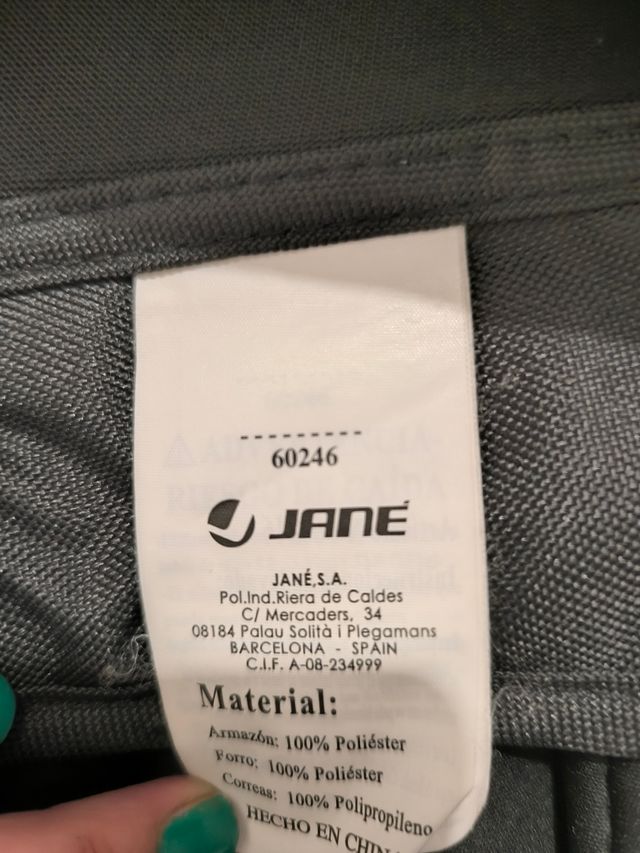 ---------
60246
JANÉ
JANÉ,S.A.
Pol.Ind.Riera de Caldes
C/ Mercaders, 34
08184 Palau Solità i Plegamans
BARCELONA - SPAIN
C.I.F. A-08-234999
Material:
Armazón: 100% Poliéster
Forro: 100% Poliéster
Correas: 100% Polipropileno
HECHO EN